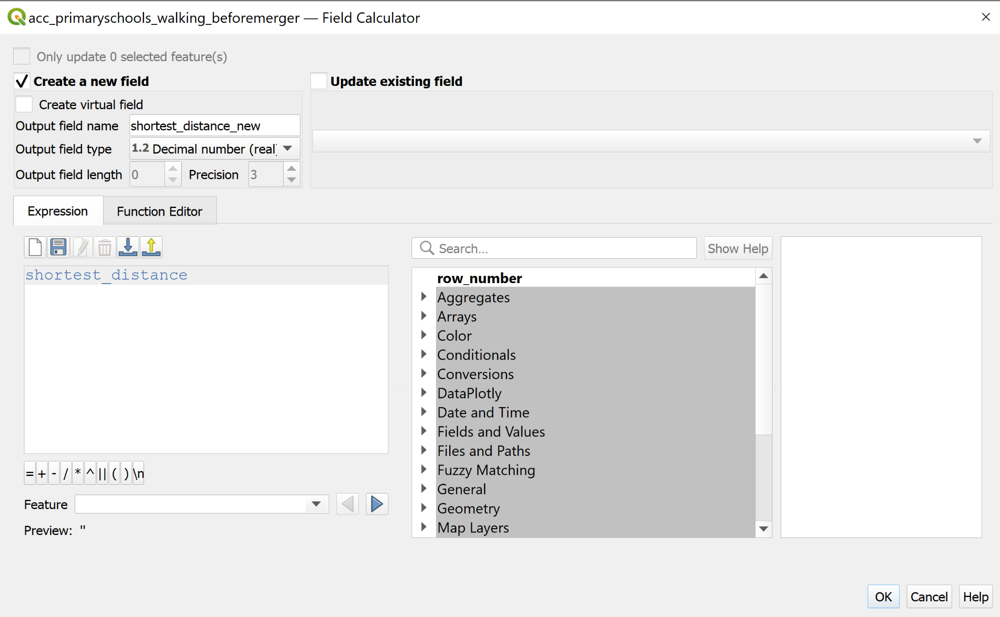 acc_primaryschools_walking_beforemerger — Field Calculator
Only update 0 selected feature(s)
Create a new field
Update existing field
Create virtual field
Output field name shortest_distance_new
Output field type 1.2 Decimal number (real)
Output field length 0 Precision 3
Expression Function Editor
Search... Show Help
shortest_distance
row_number
Aggregates
Arrays
Color
Conditionals
Conversions
DataPlotly
Date and Time
Fields and Values
Files and Paths
Fuzzy Matching
General
Geometry
Map Layers
= + - / * ^ || ( ) \n
Feature
Preview: ''
OK Cancel Help